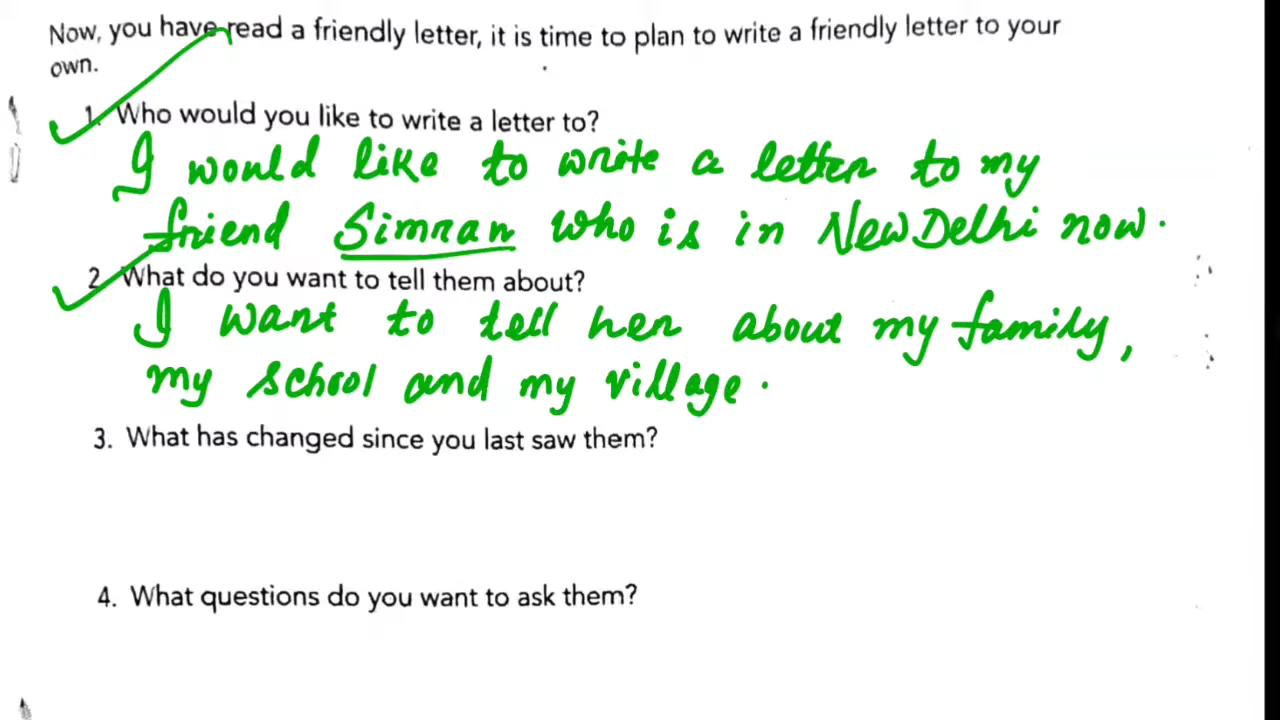 Now, you have read a friendly letter, it is time to plan to write a friendly letter to your
own.
1. Who would you like to write a letter to?
I would like to write a letter to my
friend Simran who is in New Delhi now.
2. What do you want to tell them about?
I want to tell her about my family,
my school and my village.
3. What has changed since you last saw them?
4. What questions do you want to ask them?